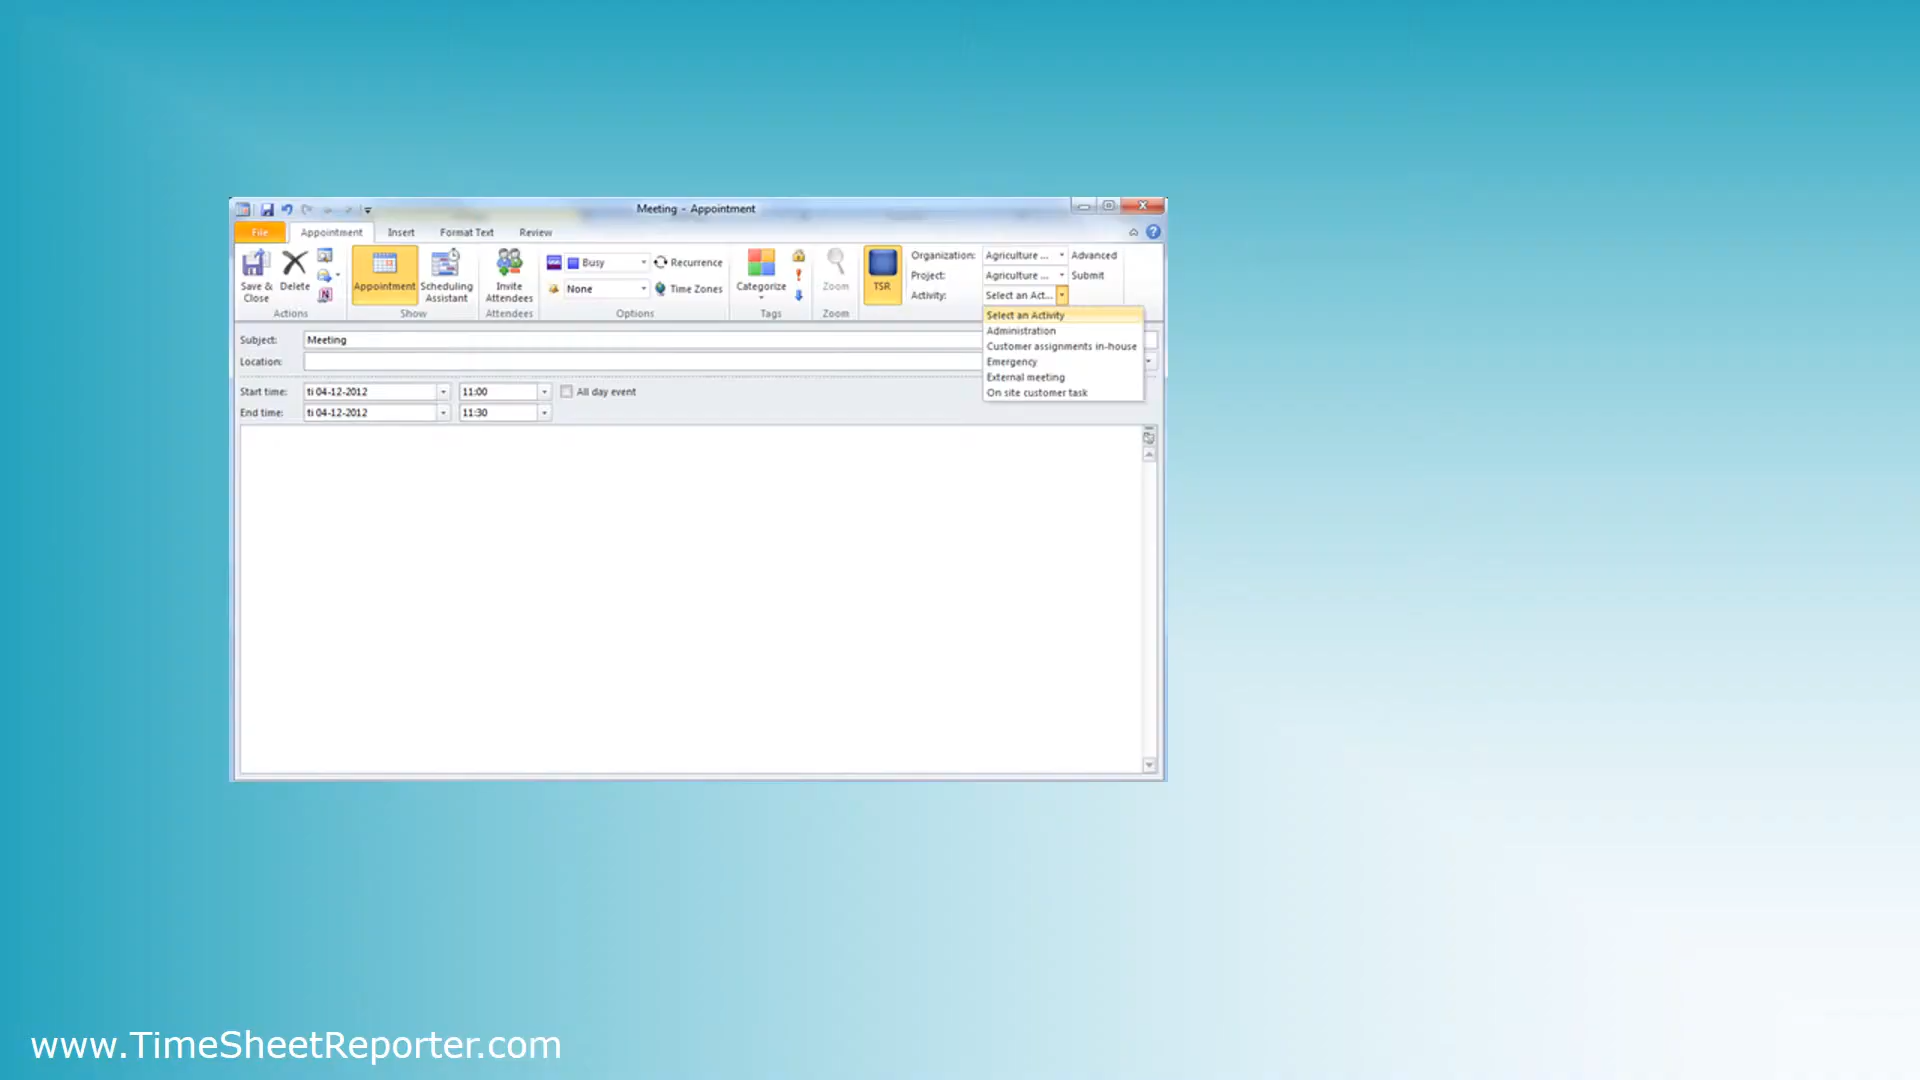 Meeting - Appointment
File Appointment Insert Format Text Review
Save & Close
Delete
Appointment
Scheduling Assistant
Invite Attendees
Busy
Recurrence
None
Time Zones
Categorize
Zoom
TSR
Organization: Agriculture ... Advanced
Project: Agriculture ... Submit
Activity: Select an Act...
Actions Show Attendees Options Tags Zoom
Select an Activity
Administration
Customer assignments in-house
Emergency
External meeting
On site customer task
Subject: Meeting
Location:
Start time: ti 04-12-2012 11:00 All day event
End time: ti 04-12-2012 11:30
www.TimeSheetReporter.com